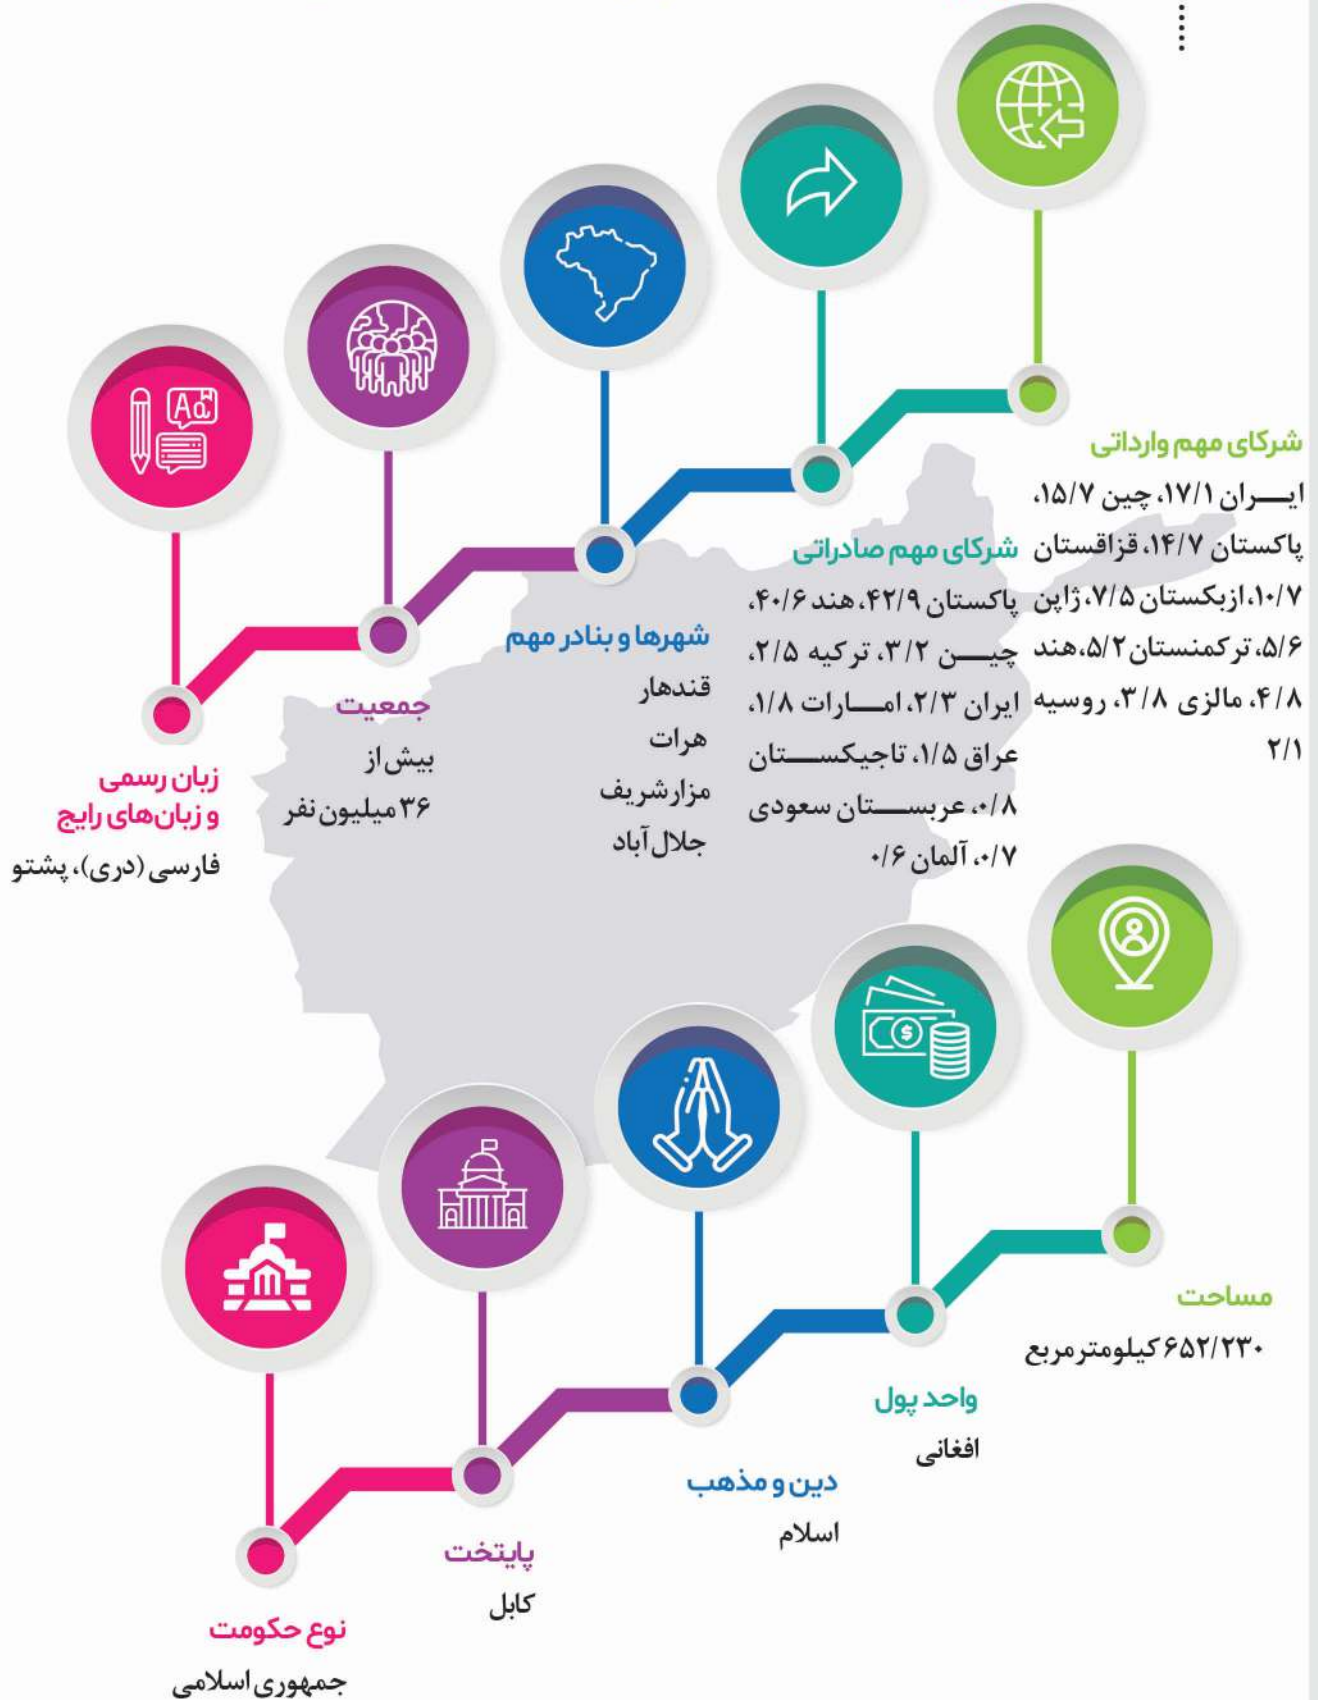 شرکای مهم وارداتی
ایـــران ۱۷/۱، چین ۱۵/۷،
پاکستان ۱۴/۷، قزاقستان
۱۰/۷، ازبکستان ۷/۵، ژاپن
۵/۶، ترکمنستان ۵/۲، هند
۴/۸، مالزی ۳/۸، روسیه
۲/۱
شرکای مهم صادراتی
پاکستان ۴۲/۹، هند ۴۰/۶،
چیـــن ۳/۲، ترکیه ۲/۵،
ایران ۲/۳، امـــارات ۱/۸،
عراق ۱/۵، تاجیکســـتان
۰/۸، عربســـتان سعودی
۰/۷، آلمان ۰/۶
شهرها و بنادر مهم
قندهار
هرات
مزارشریف
جلال‌آباد
جمعیت
بیش از
۳۶ میلیون نفر
زبان رسمی
و زبان‌های رایج
فارسی (دری)، پشتو
Aa
مساحت
۶۵۲/۲۳۰ کیلومتر مربع
واحد پول
افغانی
$
دین و مذهب
اسلام
پایتخت
کابل
نوع حکومت
جمهوری اسلامی